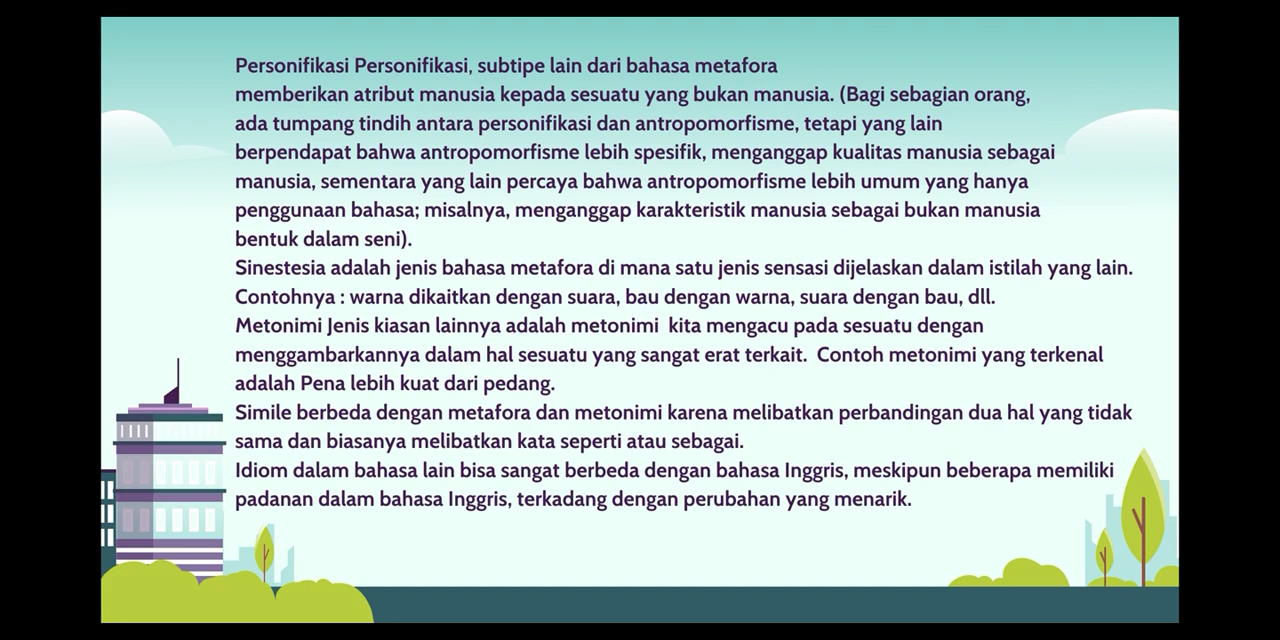 Personifikasi Personifikasi, subtipe lain dari bahasa metafora
memberikan atribut manusia kepada sesuatu yang bukan manusia. (Bagi sebagian orang,
ada tumpang tindih antara personifikasi dan antropomorfisme, tetapi yang lain
berpendapat bahwa antropomorfisme lebih spesifik, menganggap kualitas manusia sebagai
manusia, sementara yang lain percaya bahwa antropomorfisme lebih umum yang hanya
penggunaan bahasa; misalnya, menganggap karakteristik manusia sebagai bukan manusia
bentuk dalam seni).
Sinestesia adalah jenis bahasa metafora di mana satu jenis sensasi dijelaskan dalam istilah yang lain.
Contohnya : warna dikaitkan dengan suara, bau dengan warna, suara dengan bau, dll.
Metonimi Jenis kiasan lainnya adalah metonimi  kita mengacu pada sesuatu dengan
menggambarkannya dalam hal sesuatu yang sangat erat terkait.  Contoh metonimi yang terkenal
adalah Pena lebih kuat dari pedang.
Simile berbeda dengan metafora dan metonimi karena melibatkan perbandingan dua hal yang tidak
sama dan biasanya melibatkan kata seperti atau sebagai.
Idiom dalam bahasa lain bisa sangat berbeda dengan bahasa Inggris, meskipun beberapa memiliki
padanan dalam bahasa Inggris, terkadang dengan perubahan yang menarik.